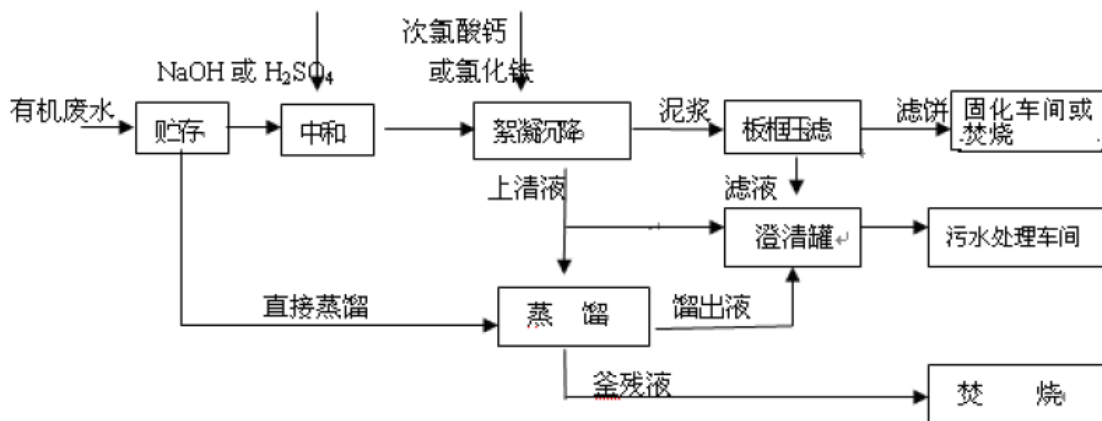 次氯酸钙
或氯化铁
NaOH 或 H₂SO₄
有机废水
贮存
中和
絮凝沉降
泥浆
板框压滤
滤饼
固化车间或
焚烧
上清液
滤液
澄清罐
污水处理车间
直接蒸馏
蒸 馏
馏出液
釜残液
焚 烧